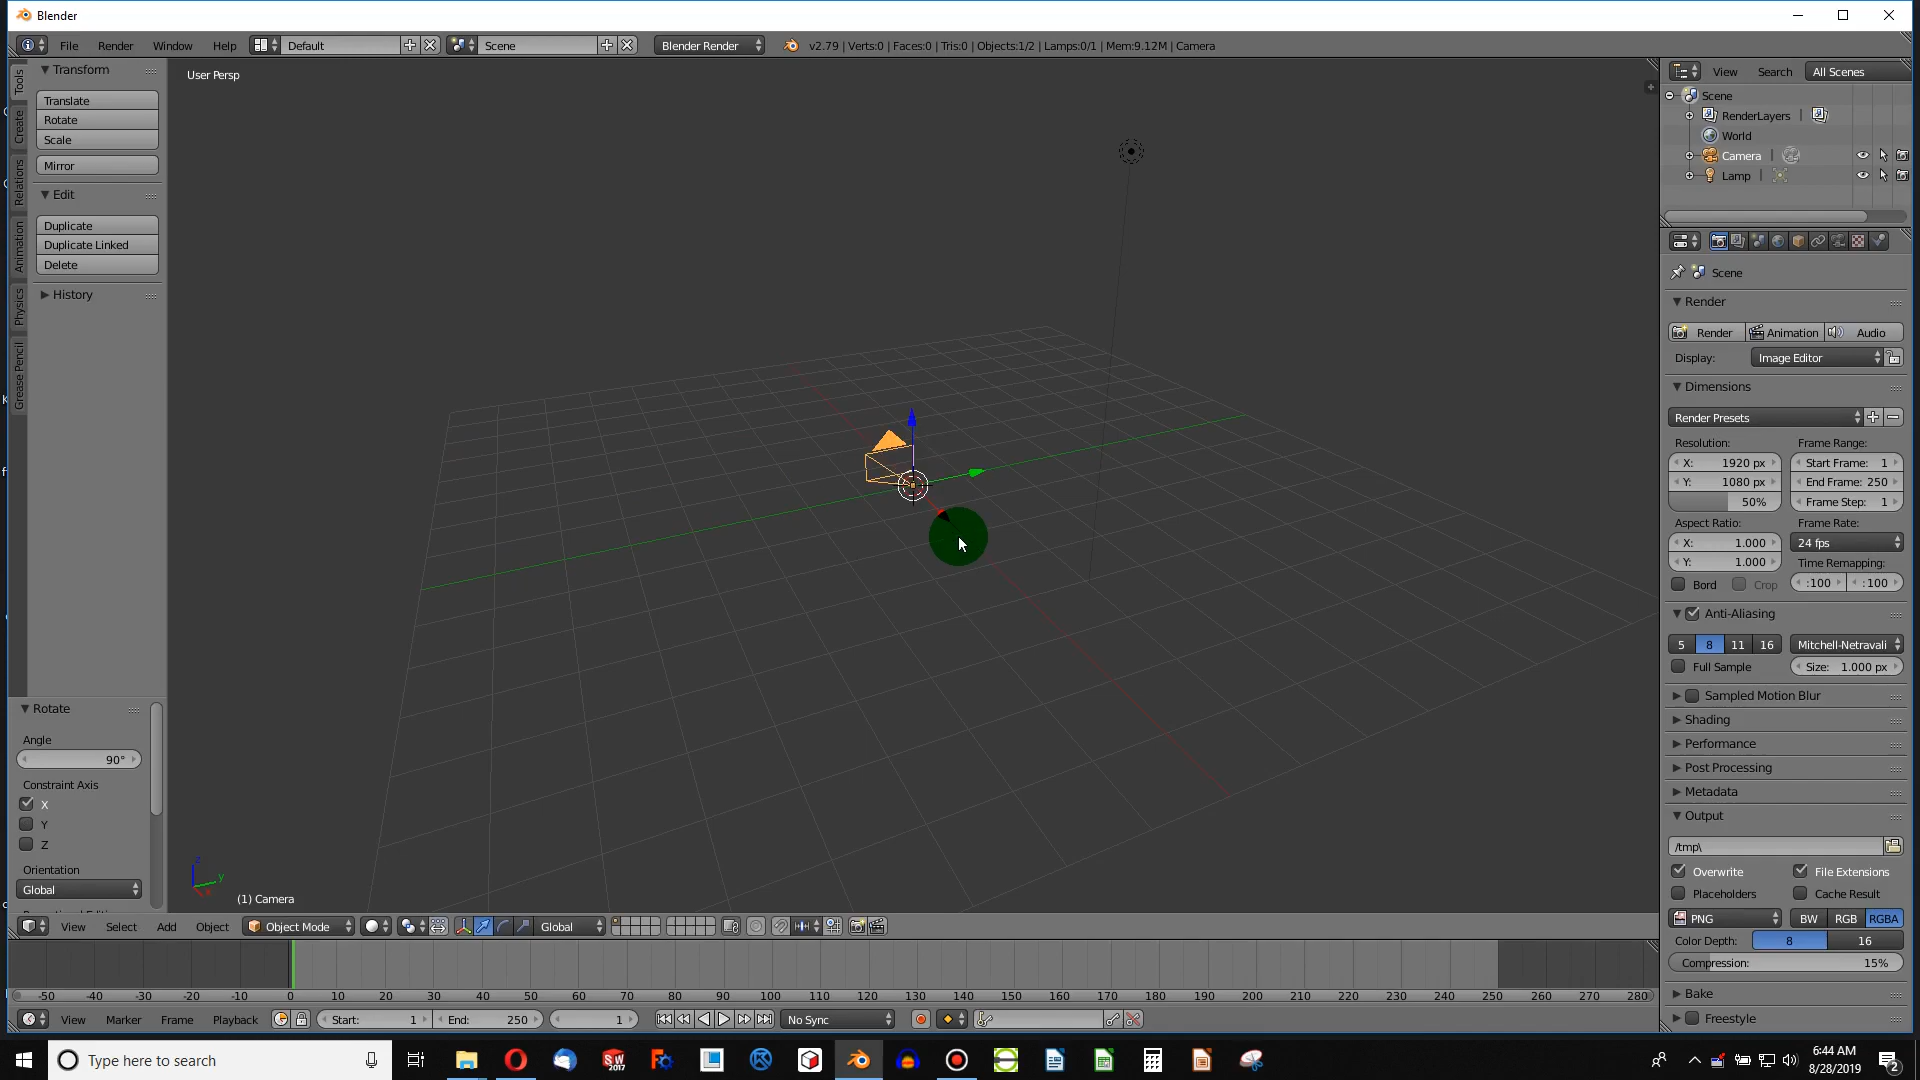 Blender
File Render Window Help Default Scene Blender Render v2.79 | Verts:0 | Faces:0 | Tris:0 | Objects:1/2 | Lamps:0/1 | Mem:9.12M | Camera
Tools
Create
Relations
Animation
Physics
Grease Pencil
Transform
Translate
Rotate
Scale
Mirror
Edit
Duplicate
Duplicate Linked
Delete
History
Rotate
Angle
90°
Constraint Axis
X
Y
Z
Orientation
Global
User Persp
z
y
(1) Camera
View Select Add Object Object Mode Global
-50 -40 -30 -20 -10 0 10 20 30 40 50 60 70 80 90 100 110 120 130 140 150 160 170 180 190 200 210 220 230 240 250 260 270 280
View Marker Frame Playback Start: 1 End: 250 1 No Sync
View Search All Scenes
Scene
RenderLayers |
World
Camera |
Lamp |
Scene
Render
Render Animation Audio
Display: Image Editor
Dimensions
Render Presets
Resolution: Frame Range:
X: 1920 px Start Frame: 1
Y: 1080 px End Frame: 250
50% Frame Step: 1
Aspect Ratio: Frame Rate:
X: 1.000 24 fps
Y: 1.000 Time Remapping:
Bord Crop :100 :100
Anti-Aliasing
5 8 11 16 Mitchell-Netravali
Full Sample Size: 1.000 px
Sampled Motion Blur
Shading
Performance
Post Processing
Metadata
Output
/tmp\
Overwrite File Extensions
Placeholders Cache Result
PNG BW RGB RGBA
Color Depth: 8 16
Compression: 15%
Bake
Freestyle
Type here to search
SW
2017
6:44 AM
8/28/2019
2